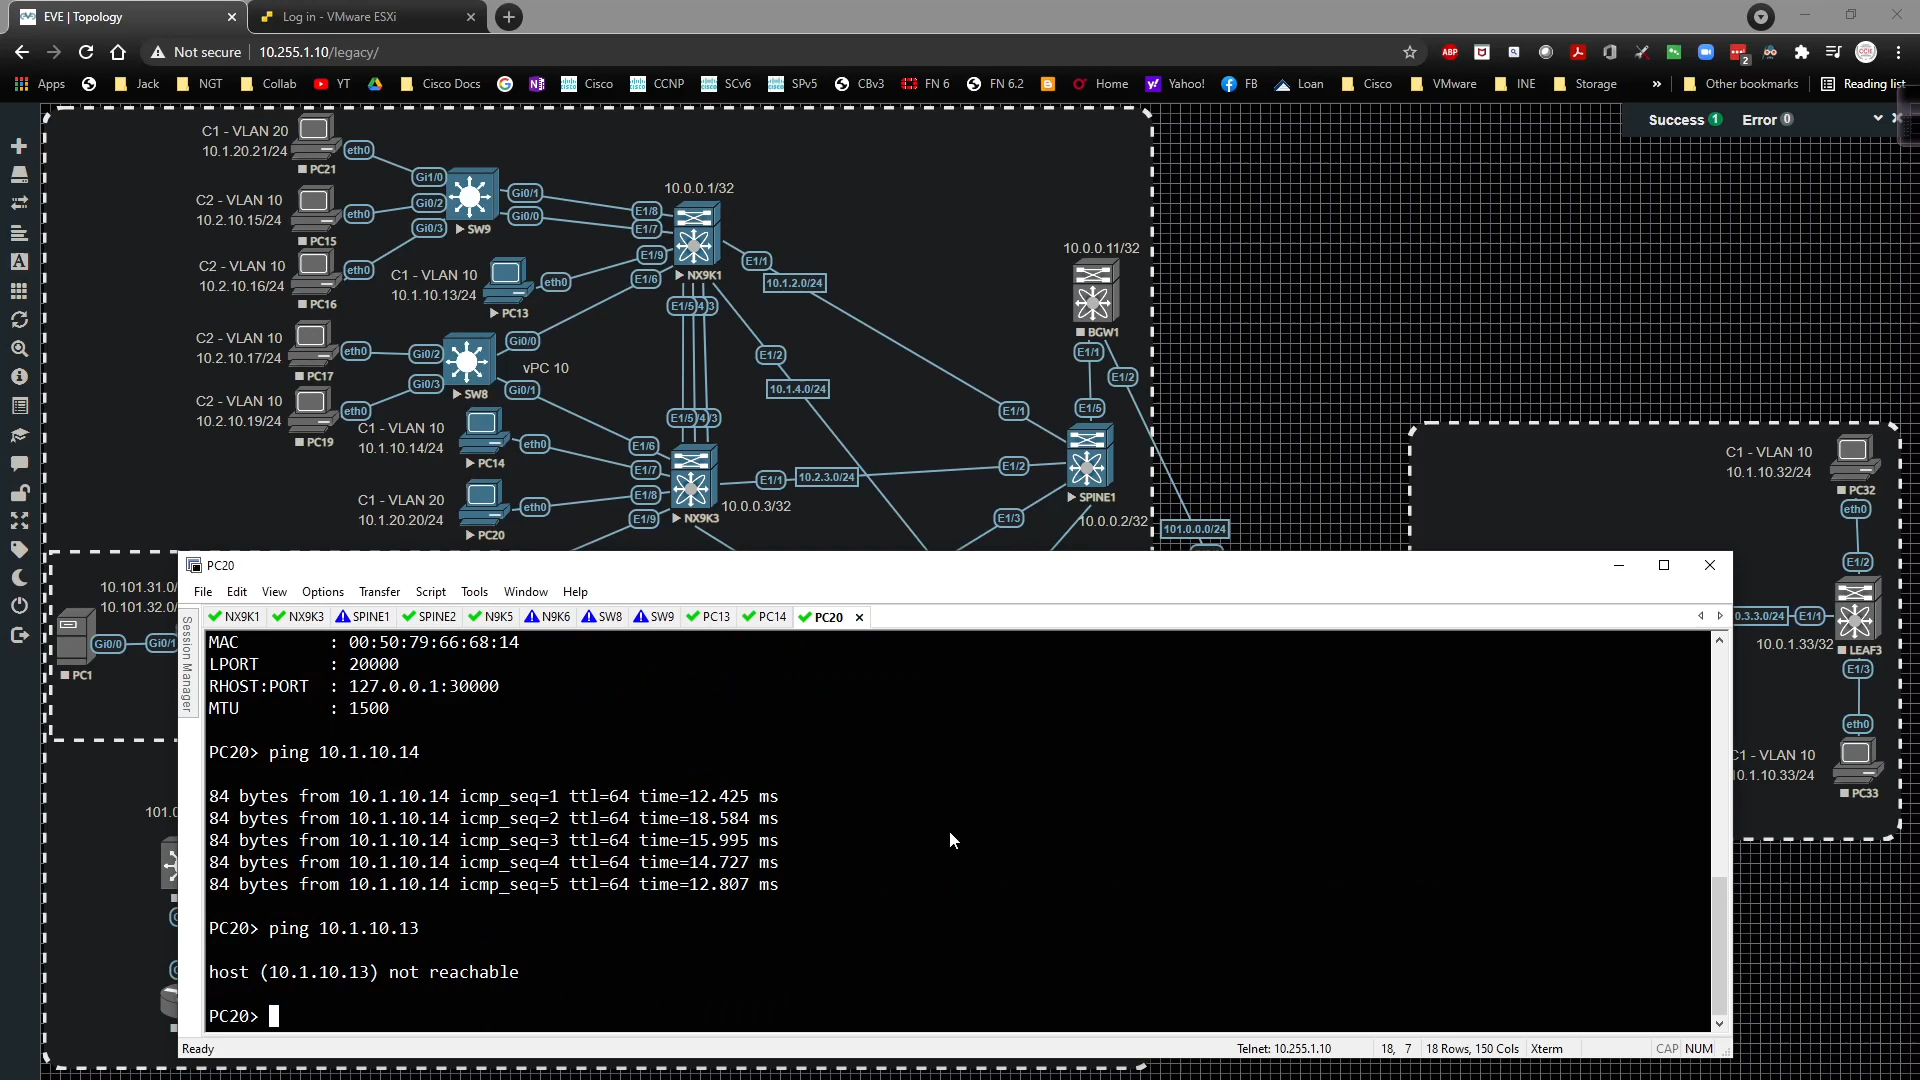 EVE | Topology
Log in - VMware ESXi
Not secure
10.255.1.10/legacy/
ABP
2
Apps
Jack
NGT
Collab
YT
Cisco Docs
Cisco
CCNP
SCv6
SPv5
CBv3
FN 6
FN 6.2
Home
Yahoo!
FB
Loan
Cisco
VMware
INE
Storage
»
Other bookmarks
Reading list
Success 1 Error 0
C1 - VLAN 20
10.1.20.21/24
PC21
eth0
Gi1/0
C2 - VLAN 10
10.2.10.15/24
PC15
eth0
Gi0/2
Gi0/3
SW9
Gi0/1
Gi0/0
10.0.0.1/32
E1/8
E1/7
E1/9
E1/6
NX9K1
E1/1
10.1.2.0/24
C2 - VLAN 10
10.2.10.16/24
PC16
eth0
C1 - VLAN 10
10.1.10.13/24
PC13
eth0
10.0.0.11/32
BGW1
E1/1
E1/2
E1/5
C2 - VLAN 10
10.2.10.17/24
PC17
eth0
Gi0/2
Gi0/3
SW8
Gi0/0
Gi0/1
vPC 10
E1/2
10.1.4.0/24
C2 - VLAN 10
10.2.10.19/24
PC19
eth0
C1 - VLAN 10
10.1.10.14/24
PC14
eth0
E1/6
E1/7
E1/8
E1/9
NX9K3
10.0.0.3/32
E1/1
10.2.3.0/24
E1/1
E1/2
E1/3
SPINE1
10.0.0.2/32
101.0.0.0/24
C1 - VLAN 20
10.1.20.20/24
PC20
eth0
C1 - VLAN 10
10.1.10.32/24
PC32
eth0
E1/2
0.3.3.0/24
E1/1
10.0.1.33/32
LEAF3
E1/3
eth0
C1 - VLAN 10
10.1.10.33/24
PC33
10.101.31.0/
10.101.32.0/
PC1
Gi0/0
Gi0/1
101.0
PC20
File Edit View Options Transfer Script Tools Window Help
Session Manager
NX9K1 NX9K3 SPINE1 SPINE2 N9K5 N9K6 SW8 SW9 PC13 PC14 PC20
MAC : 00:50:79:66:68:14
LPORT : 20000
RHOST:PORT : 127.0.0.1:30000
MTU : 1500
PC20> ping 10.1.10.14
84 bytes from 10.1.10.14 icmp_seq=1 ttl=64 time=12.425 ms
84 bytes from 10.1.10.14 icmp_seq=2 ttl=64 time=18.584 ms
84 bytes from 10.1.10.14 icmp_seq=3 ttl=64 time=15.995 ms
84 bytes from 10.1.10.14 icmp_seq=4 ttl=64 time=14.727 ms
84 bytes from 10.1.10.14 icmp_seq=5 ttl=64 time=12.807 ms
PC20> ping 10.1.10.13
host (10.1.10.13) not reachable
PC20>
Ready
Telnet: 10.255.1.10
18, 7
18 Rows, 150 Cols
Xterm
CAP NUM